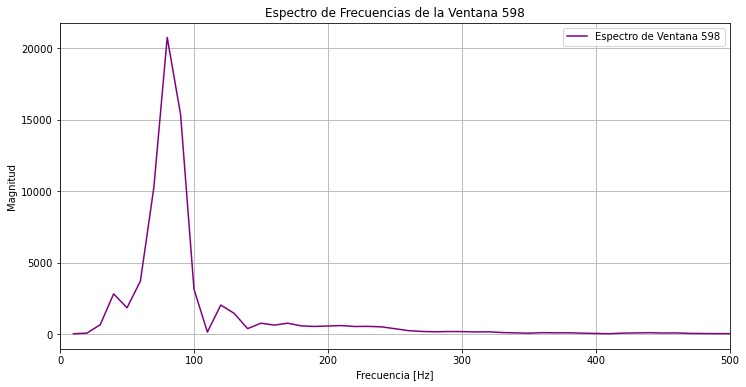 Espectro de Frecuencias de la Ventana 598
Espectro de Ventana 598
20000
15000
10000
5000
0
Magnitud
0 100 200 300 400 500
Frecuencia [Hz]